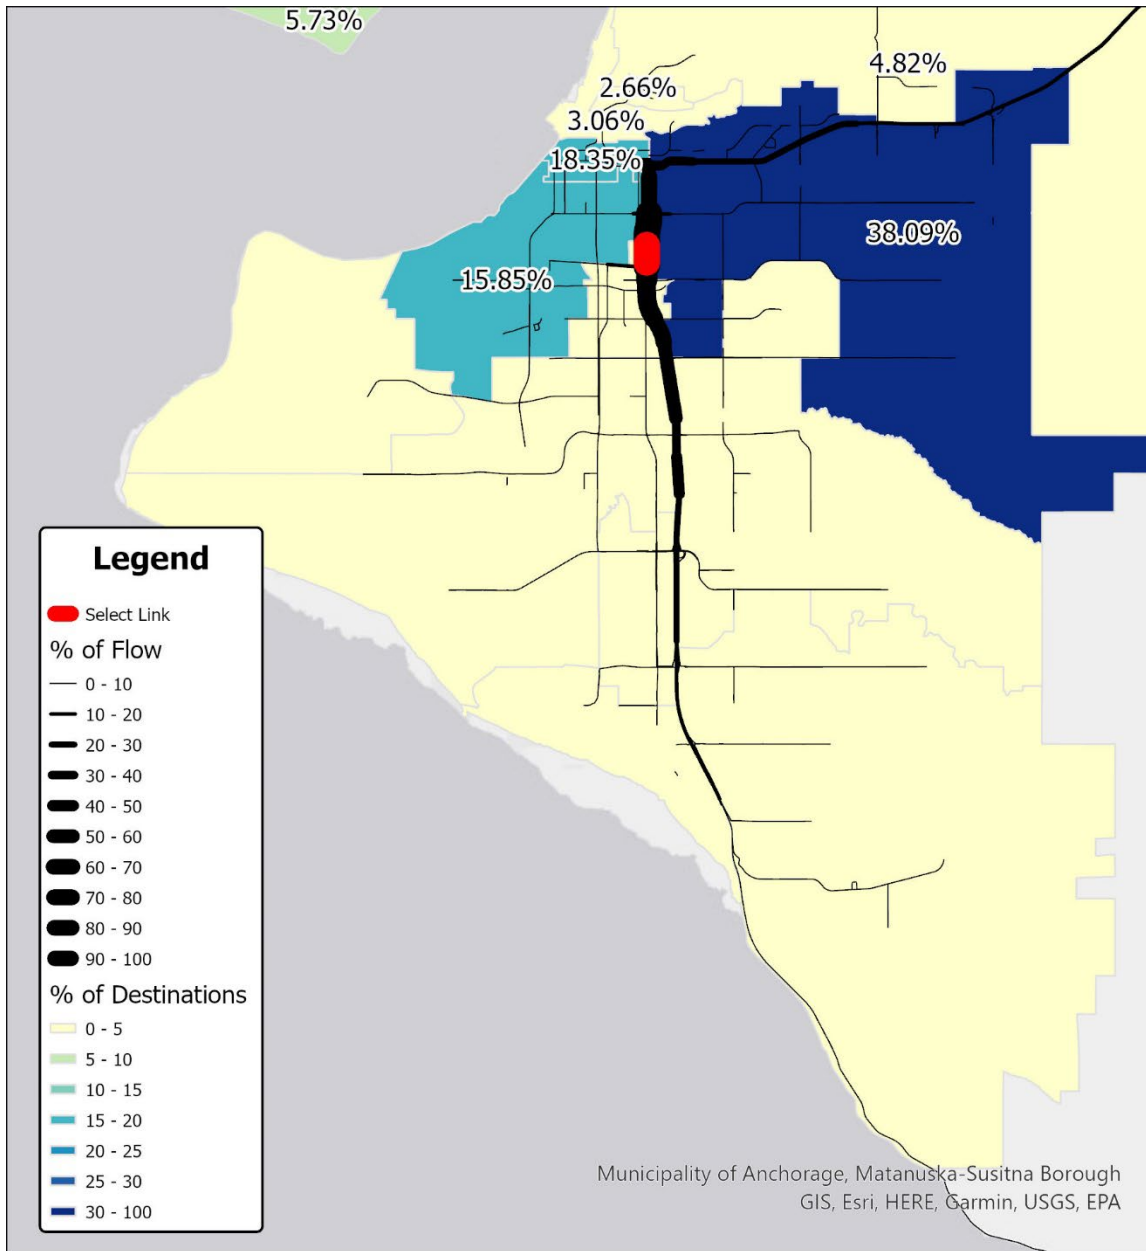 5.73%
4.82%
2.66%
3.06%
18.35%
38.09%
15.85%
Legend
Select Link
% of Flow
0 - 10
10 - 20
20 - 30
30 - 40
40 - 50
50 - 60
60 - 70
70 - 80
80 - 90
90 - 100
% of Destinations
0 - 5
5 - 10
10 - 15
15 - 20
20 - 25
25 - 30
30 - 100
Municipality of Anchorage, Matanuska-Susitna Borough
GIS, Esri, HERE, Garmin, USGS, EPA